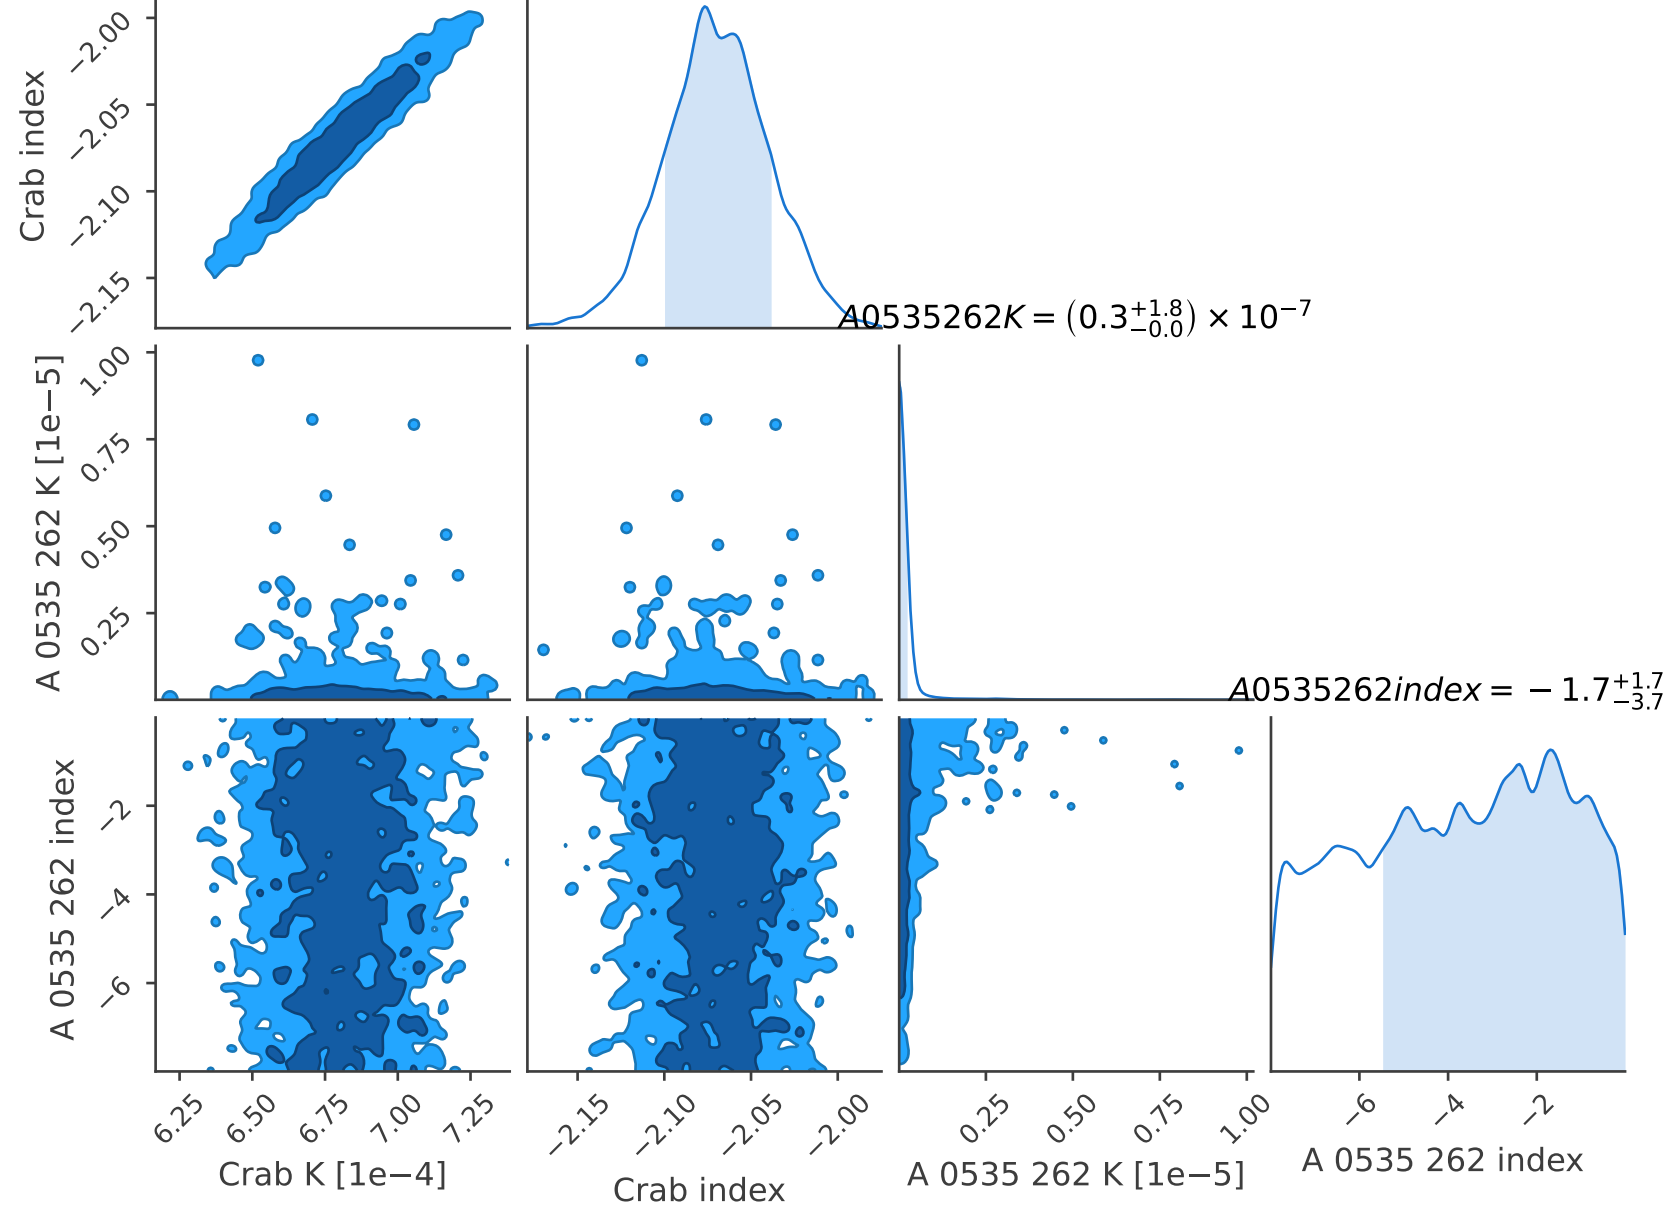 Crab index
−2.00
−2.05
−2.10
−2.15
A0535262K = (0.3+1.8−0.0) × 10−7
A 0535 262 K [1e−5]
1.00
0.75
0.50
0.25
A0535262index = −1.7+1.7−3.7
A 0535 262 index
−2
−4
−6
6.25 6.50 6.75 7.00 7.25
−2.15 −2.10 −2.05 −2.00
0.25 0.50 0.75 1.00
−6 −4 −2
Crab K [1e−4]
Crab index
A 0535 262 K [1e−5]
A 0535 262 index